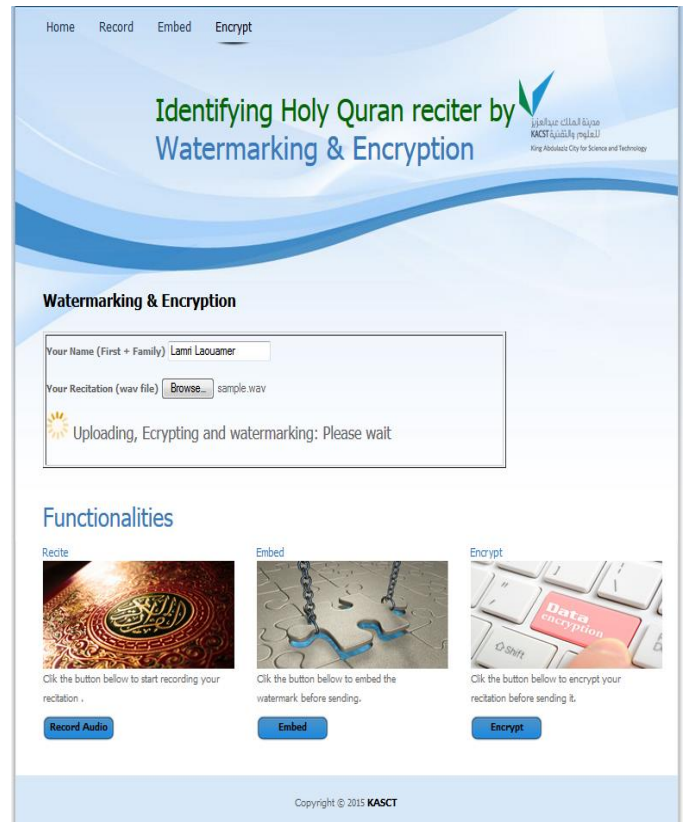 Home Record Embed Encrypt
Identifying Holy Quran reciter by
Watermarking & Encryption
مدينة الملك عبدالعزيز
للعلوم والتقنية KACST
King Abdulaziz City for Science and Technology
Watermarking & Encryption
Your Name (First + Family) Lamri Laouamer
Your Recitation (wav file) Browse... sample.wav
Uploading, Ecrypting and watermarking: Please wait
Functionalities
Recite Embed Encrypt
Data
encryption
Shift
Clik the button bellow to start recording your
recitation .
Record Audio
Clik the button below to embed the
watermark before sending.
Embed
Clik the button below to encrypt your
recitation before sending it.
Encrypt
Copyright © 2015 KASCT